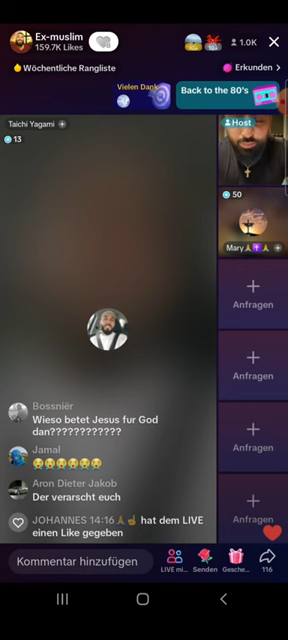 Ex-muslim
159.7K Likes
10+
1.0K
Wöchentliche Rangliste
Erkunden
Vielen Dank
Back to the 80's
Taichi Yagami
13
Host
50
Mary
Anfragen
Anfragen
Anfragen
Anfragen
Bossniër
Wieso betet Jesus fur God
dan????????????
Jamal
😭😭😭😭😭😭
Aron Dieter Jakob
Der verarscht euch
JOHANNES 14:16🙏☝ hat dem LIVE
einen Like gegeben
Kommentar hinzufügen
LIVE mi...
Senden
Gesche...
116